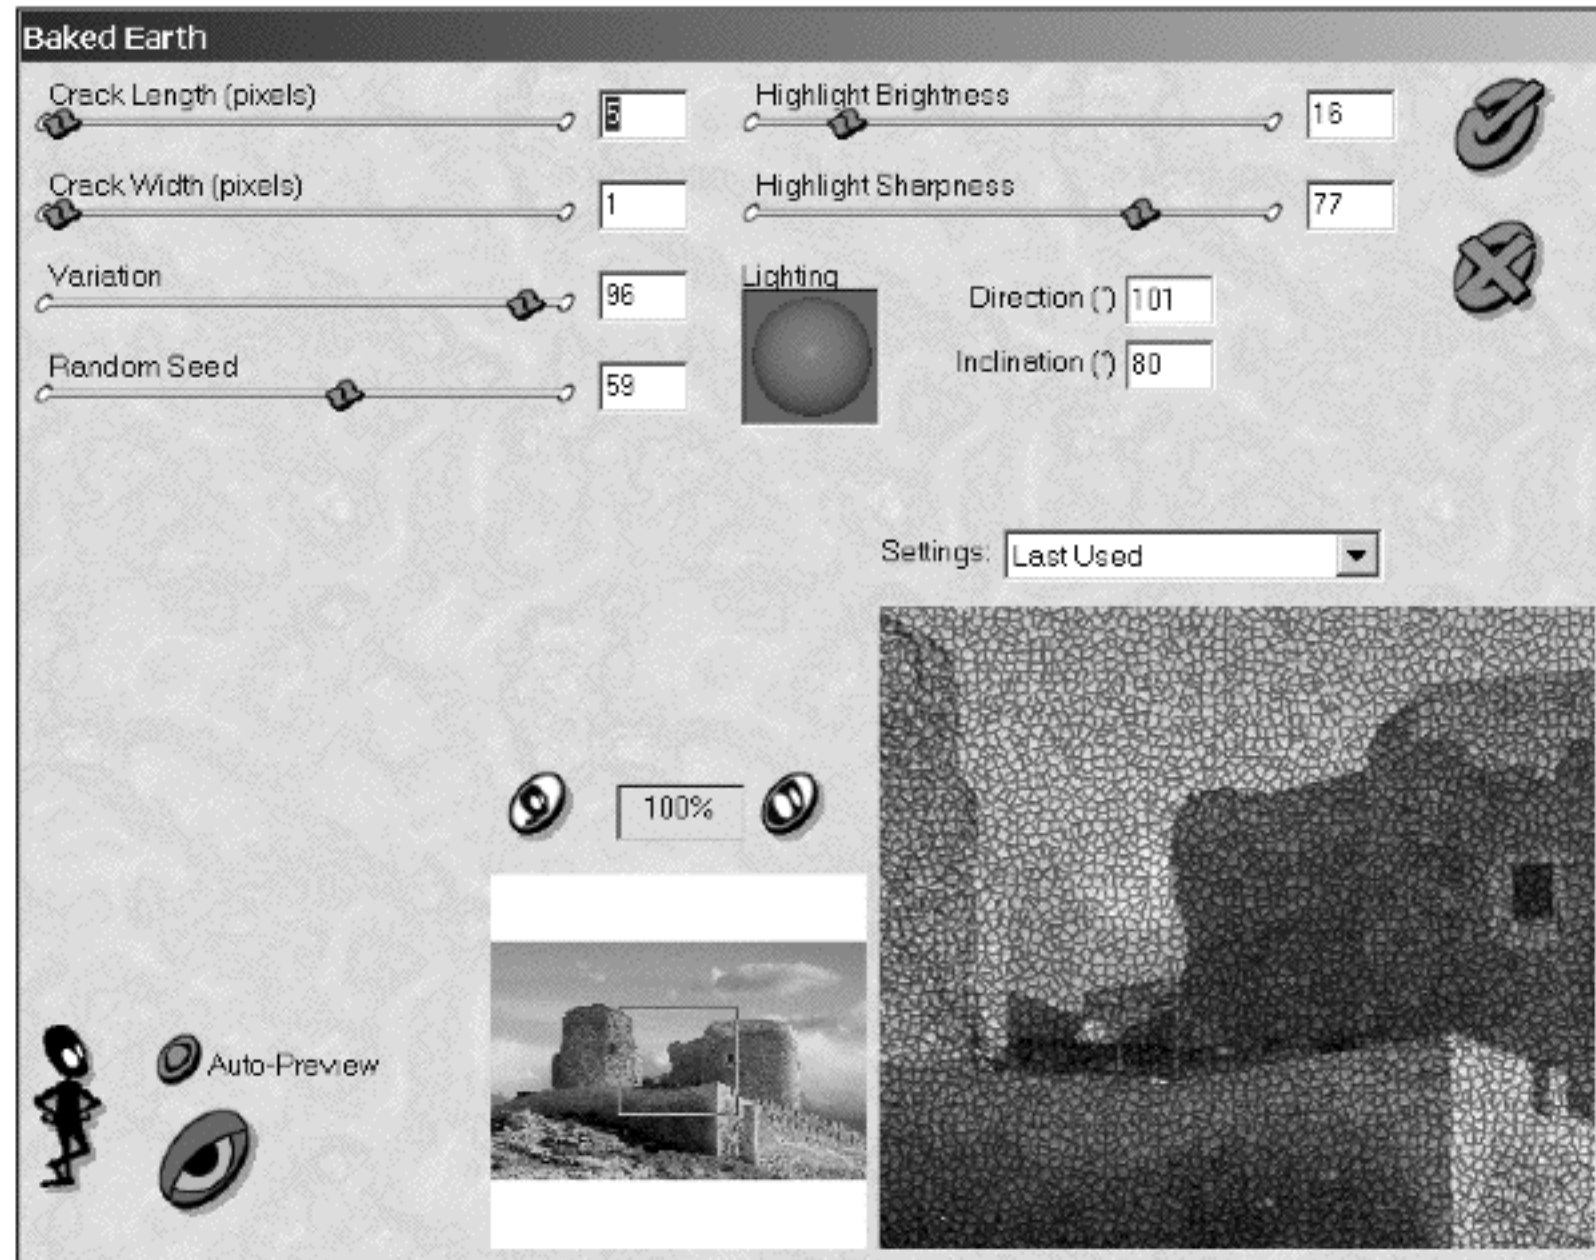 Baked Earth
Crack Length (pixels)
5
Highlight Brightness
16
Crack Width (pixels)
1
Highlight Sharpness
77
Variation
96
Lighting
Direction (°) 101
Inclination (°) 80
Random Seed
59
Settings: Last Used
100%
Auto-Preview